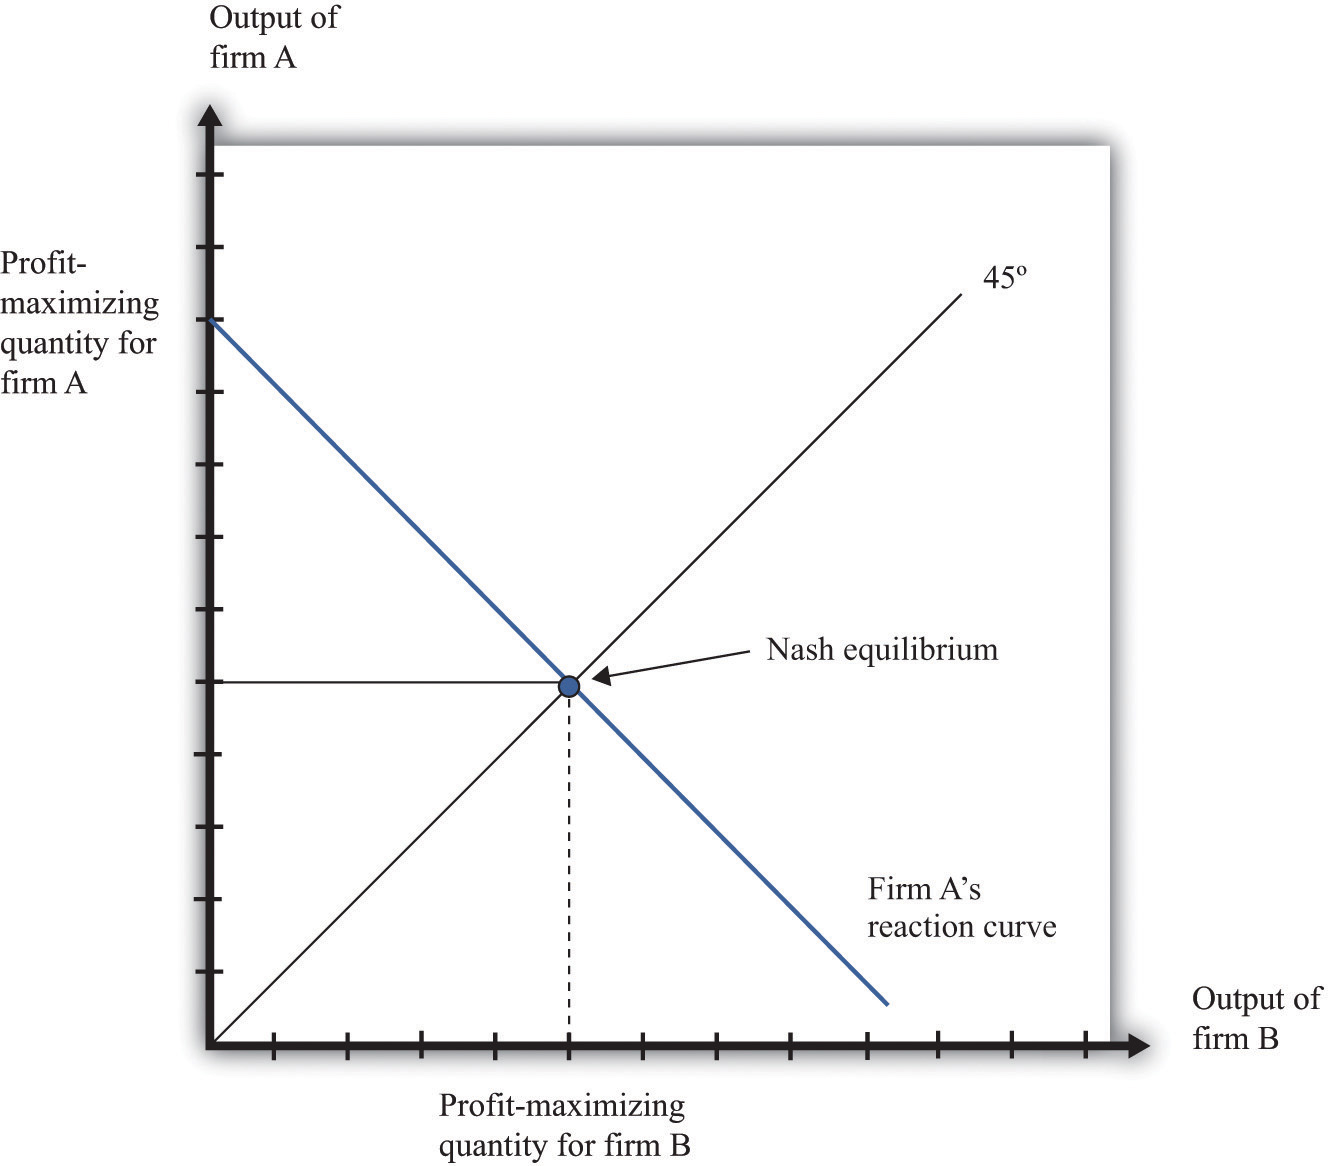 Output of
firm A
Profit-
maximizing
quantity for
firm A
45º
Nash equilibrium
Firm A’s
reaction curve
Output of
firm B
Profit-maximizing
quantity for firm B